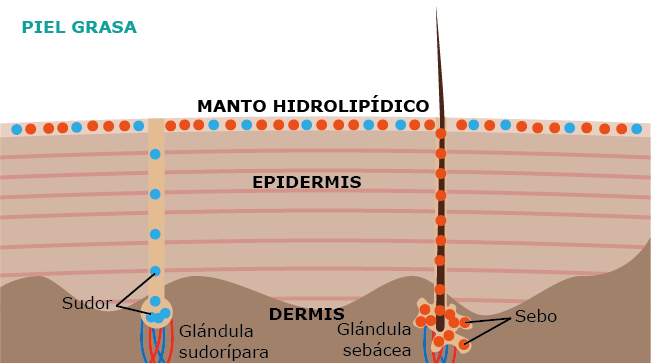 PIEL GRASA
MANTO HIDROLIPÍDICO
EPIDERMIS
Sudor
DERMIS
Glándula
sudorípara
Glándula
sebácea
Sebo